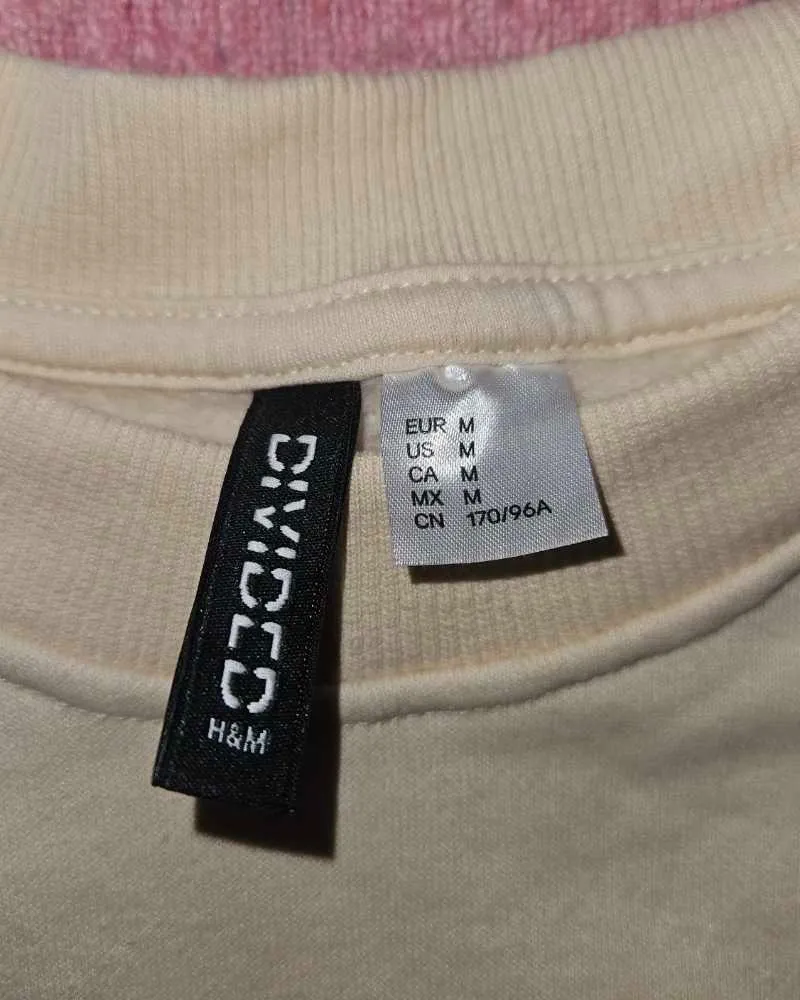 DIVIDED
H&M
EUR M
US M
CA M
MX M
CN 170/96A